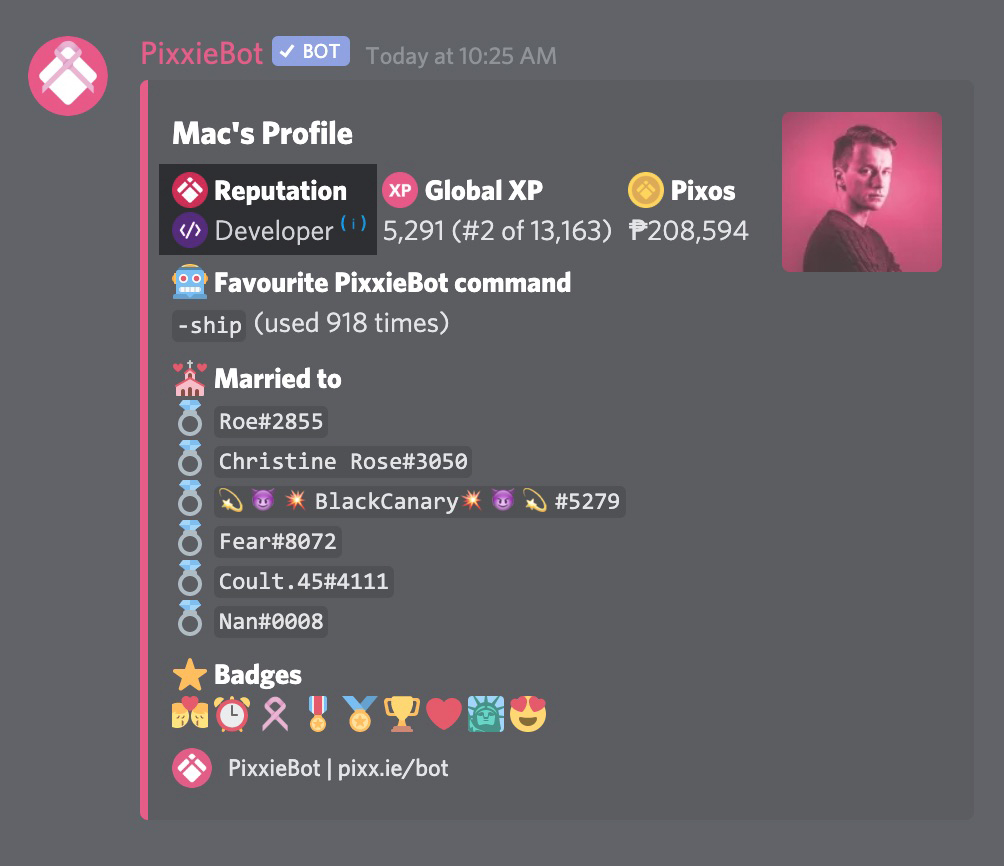 PixxieBot ✓ BOT Today at 10:25 AM
Mac's Profile
Reputation XP Global XP Pixos
</> Developer (i) 5,291 (#2 of 13,163) ₱208,594
Favourite PixxieBot command
-ship (used 918 times)
Married to
Roe#2855
Christine Rose#3050
💫 😈 💥 BlackCanary💥 😈 💫 #5279
Fear#8072
Coult.45#4111
Nan#0008
Badges
PixxieBot | pixx.ie/bot